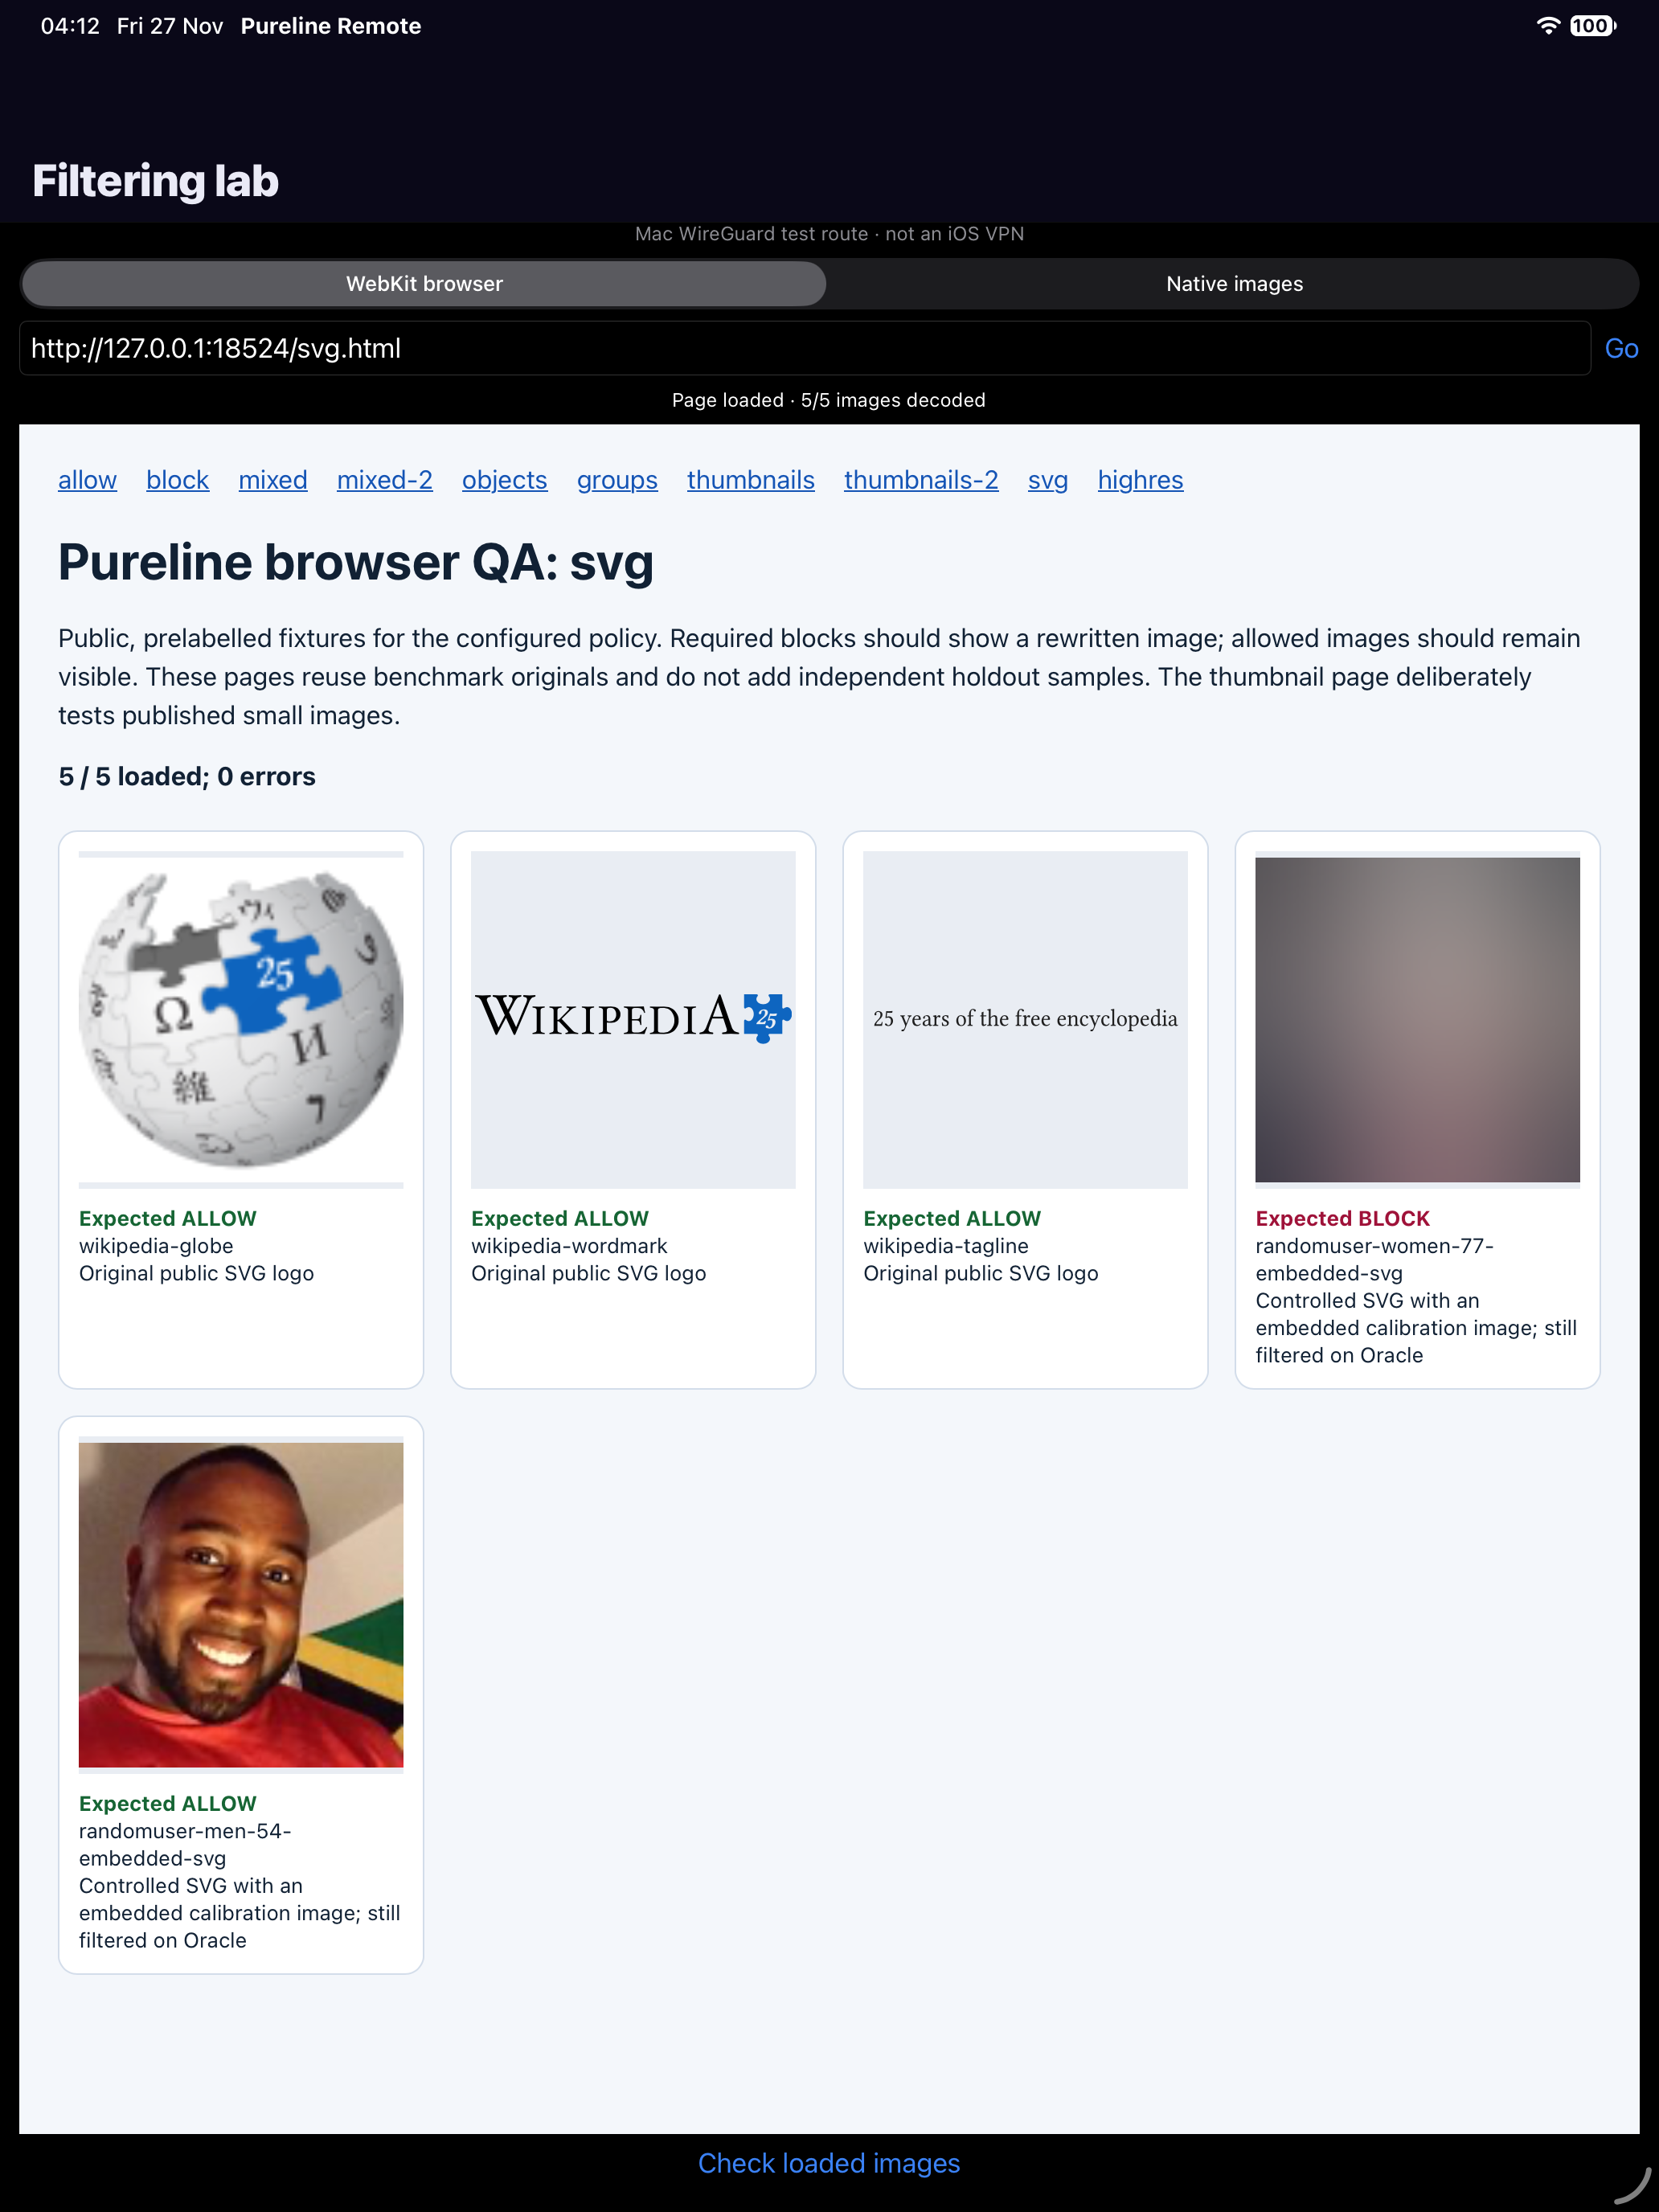 04:12 Fri 27 Nov Pureline Remote
100
Filtering lab
Mac WireGuard test route · not an iOS VPN
WebKit browser
Native images
http://127.0.0.1:18524/svg.html
Go
Page loaded · 5/5 images decoded
allow block mixed mixed-2 objects groups thumbnails thumbnails-2 svg highres
Pureline browser QA: svg
Public, prelabelled fixtures for the configured policy. Required blocks should show a rewritten image; allowed images should remain
visible. These pages reuse benchmark originals and do not add independent holdout samples. The thumbnail page deliberately
tests published small images.
5 / 5 loaded; 0 errors
25
Ω
И
雜
Expected ALLOW
wikipedia-globe
Original public SVG logo
WIKIPEDIA 25
Expected ALLOW
wikipedia-wordmark
Original public SVG logo
25 years of the free encyclopedia
Expected ALLOW
wikipedia-tagline
Original public SVG logo
Expected BLOCK
randomuser-women-77-
embedded-svg
Controlled SVG with an
embedded calibration image; still
filtered on Oracle
Expected ALLOW
randomuser-men-54-
embedded-svg
Controlled SVG with an
embedded calibration image; still
filtered on Oracle
Check loaded images